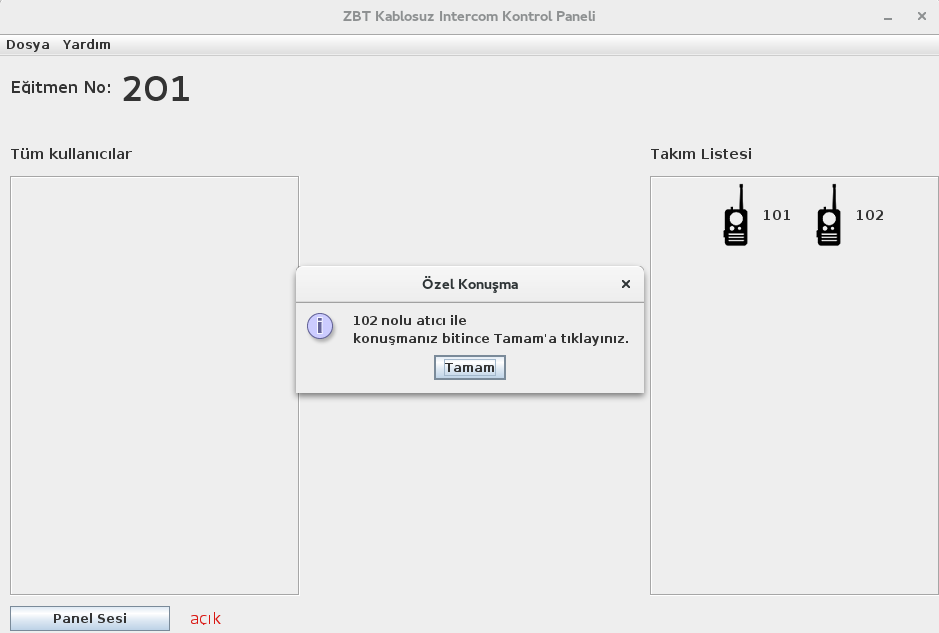 ZBT Kablosuz Intercom Kontrol Paneli
Dosya Yardım
Eğitmen No: 201
Tüm kullanıcılar
Takım Listesi
101 102
Özel Konuşma
102 nolu atıcı ile
konuşmanız bitince Tamam'a tıklayınız.
Tamam
Panel Sesi açık